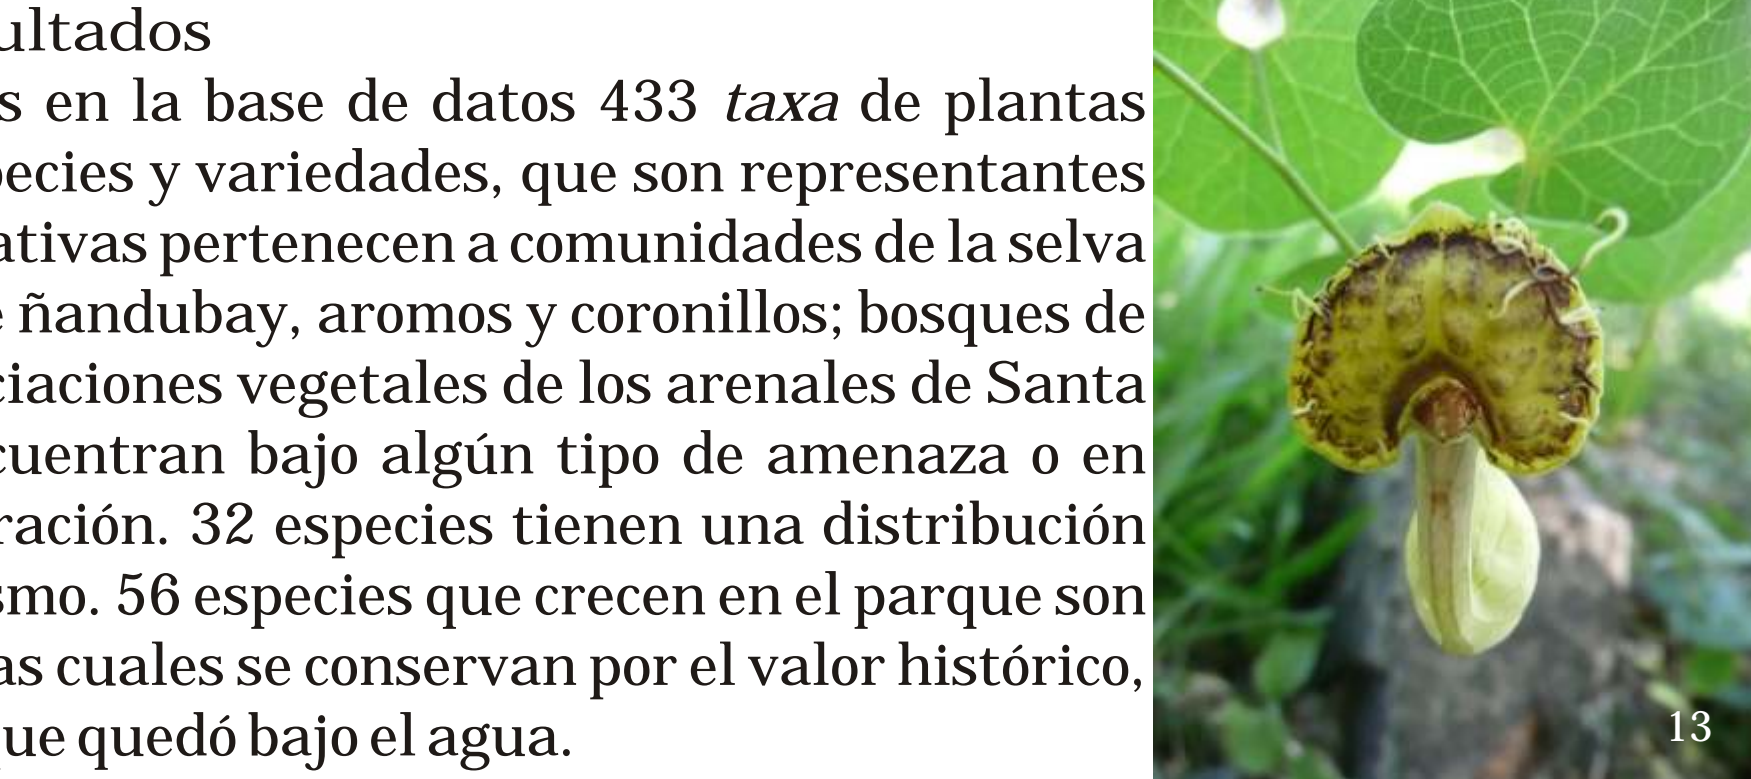 ultados
s en la base de datos 433 taxa de plantas
pecies y variedades, que son representantes
ativas pertenecen a comunidades de la selva
e ñandubay, aromos y coronillos; bosques de
ciaciones vegetales de los arenales de Santa
cuentran bajo algún tipo de amenaza o en
ración. 32 especies tienen una distribución
smo. 56 especies que crecen en el parque son
as cuales se conservan por el valor histórico,
ue quedó bajo el agua.
13